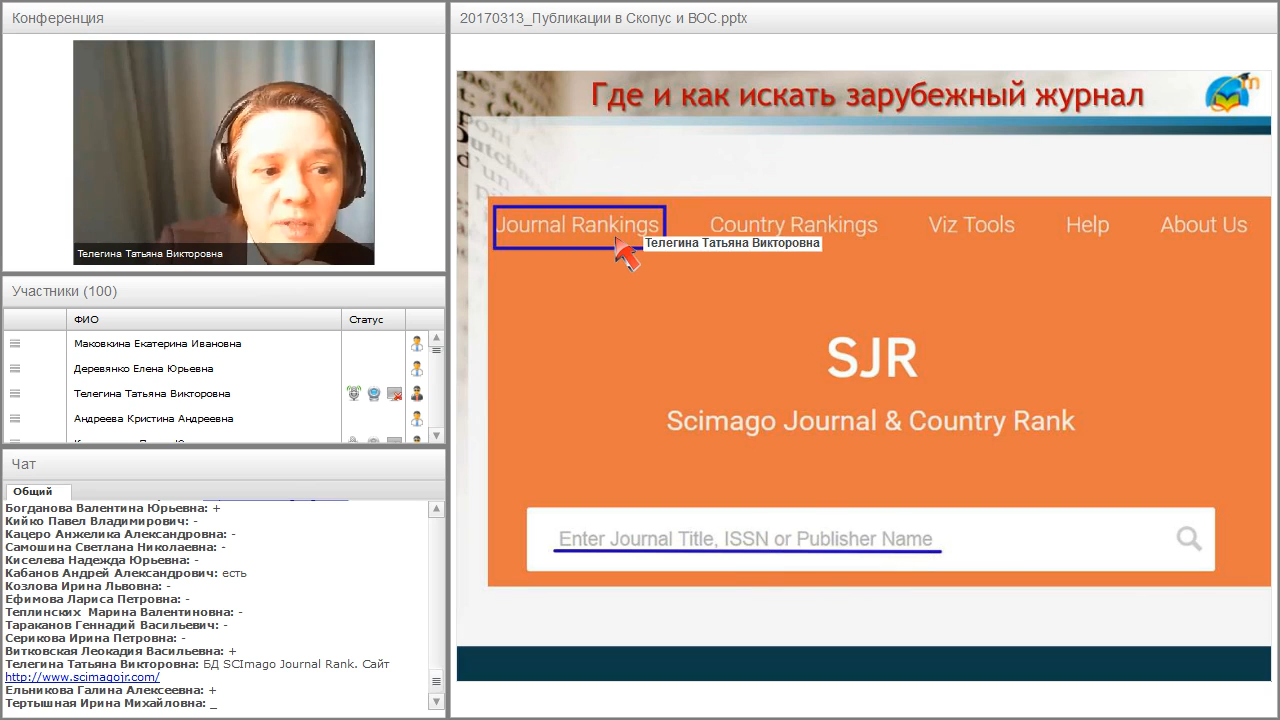 Конференция
Телегина Татьяна Викторовна
Участники (100)
ФИО
Статус
Маковкина Екатерина Ивановна
Деревянко Елена Юрьевна
Телегина Татьяна Викторовна
Андреева Кристина Андреевна
Чат
Общий
Богданова Валентина Юрьевна: +
Кийко Павел Владимирович: -
Кацеро Анжелика Александровна: -
Самошина Светлана Николаевна: -
Киселева Надежда Юрьевна: -
Кабанов Андрей Александрович: есть
Козлова Ирина Львовна: -
Ефимова Лариса Петровна: -
Теплинских Марина Валентиновна: -
Тараканов Геннадий Васильевич: -
Серикова Ирина Петровна: -
Витковская Леокадия Васильевна: +
Телегина Татьяна Викторовна: БД SCImago Journal Rank. Сайт
http://www.scimagojr.com/
Ельникова Галина Алексеевна: +
Тертышная Ирина Михайловна: _
20170313_Публикации в Скопус и ВОС.pptx
Где и как искать зарубежный журнал
Journal Rankings
Country Rankings
Viz Tools
Help
About Us
Телегина Татьяна Викторовна
SJR
Scimago Journal & Country Rank
Enter Journal Title, ISSN or Publisher Name